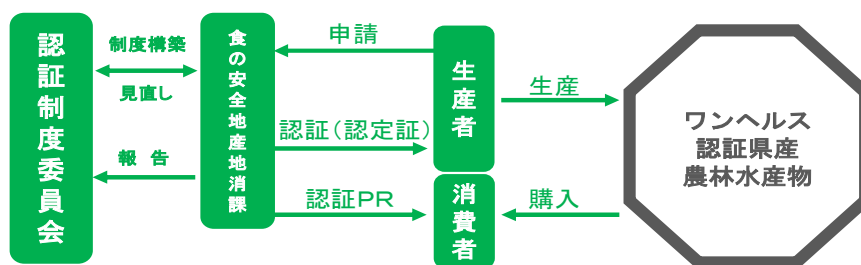 認証制度委員会
制度構築
見直し
報 告
食の安全地産地消課
申請
認証（認定証）
認証PR
生産者
消費者
生産
購入
ワンヘルス
認証県産
農林水産物